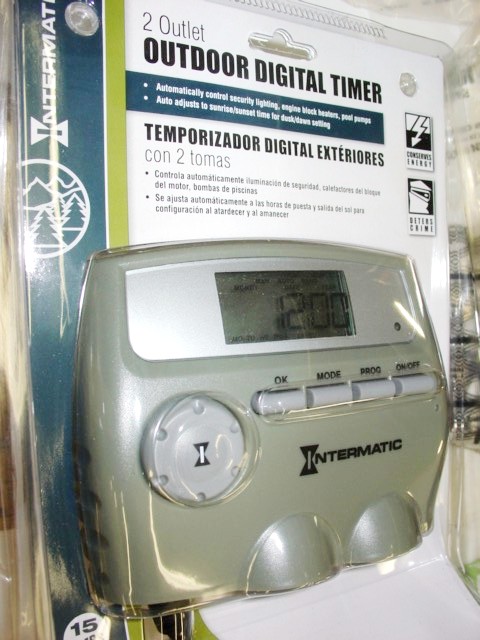 INTERMATIC
2 Outlet
OUTDOOR DIGITAL TIMER
• Automatically control security lighting, engine block heaters, pool pumps
• Auto adjusts to sunrise/sunset time for dusk/dawn setting
TEMPORIZADOR DIGITAL EXTÉRIORES
con 2 tomas
• Controla automáticamente iluminación de seguridad, calefactores del bloque
del motor, bombas de piscinas
• Se ajusta automáticamente a las horas de puesta y salida del sol para
configuración al atardecer y al amanecer
CONSERVES
ENERGY
DETERS
CRIME
12:00
OK MODE PROG ON/OFF
INTERMATIC
15